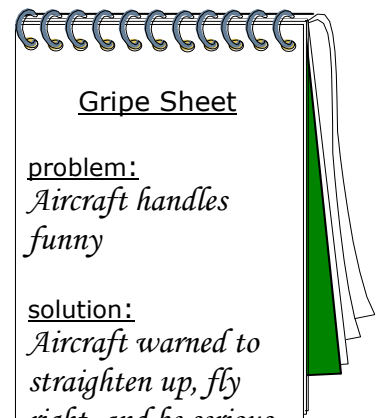 Gripe Sheet
problem:
Aircraft handles
funny
solution:
Aircraft warned to
straighten up, fly
right, and be serious